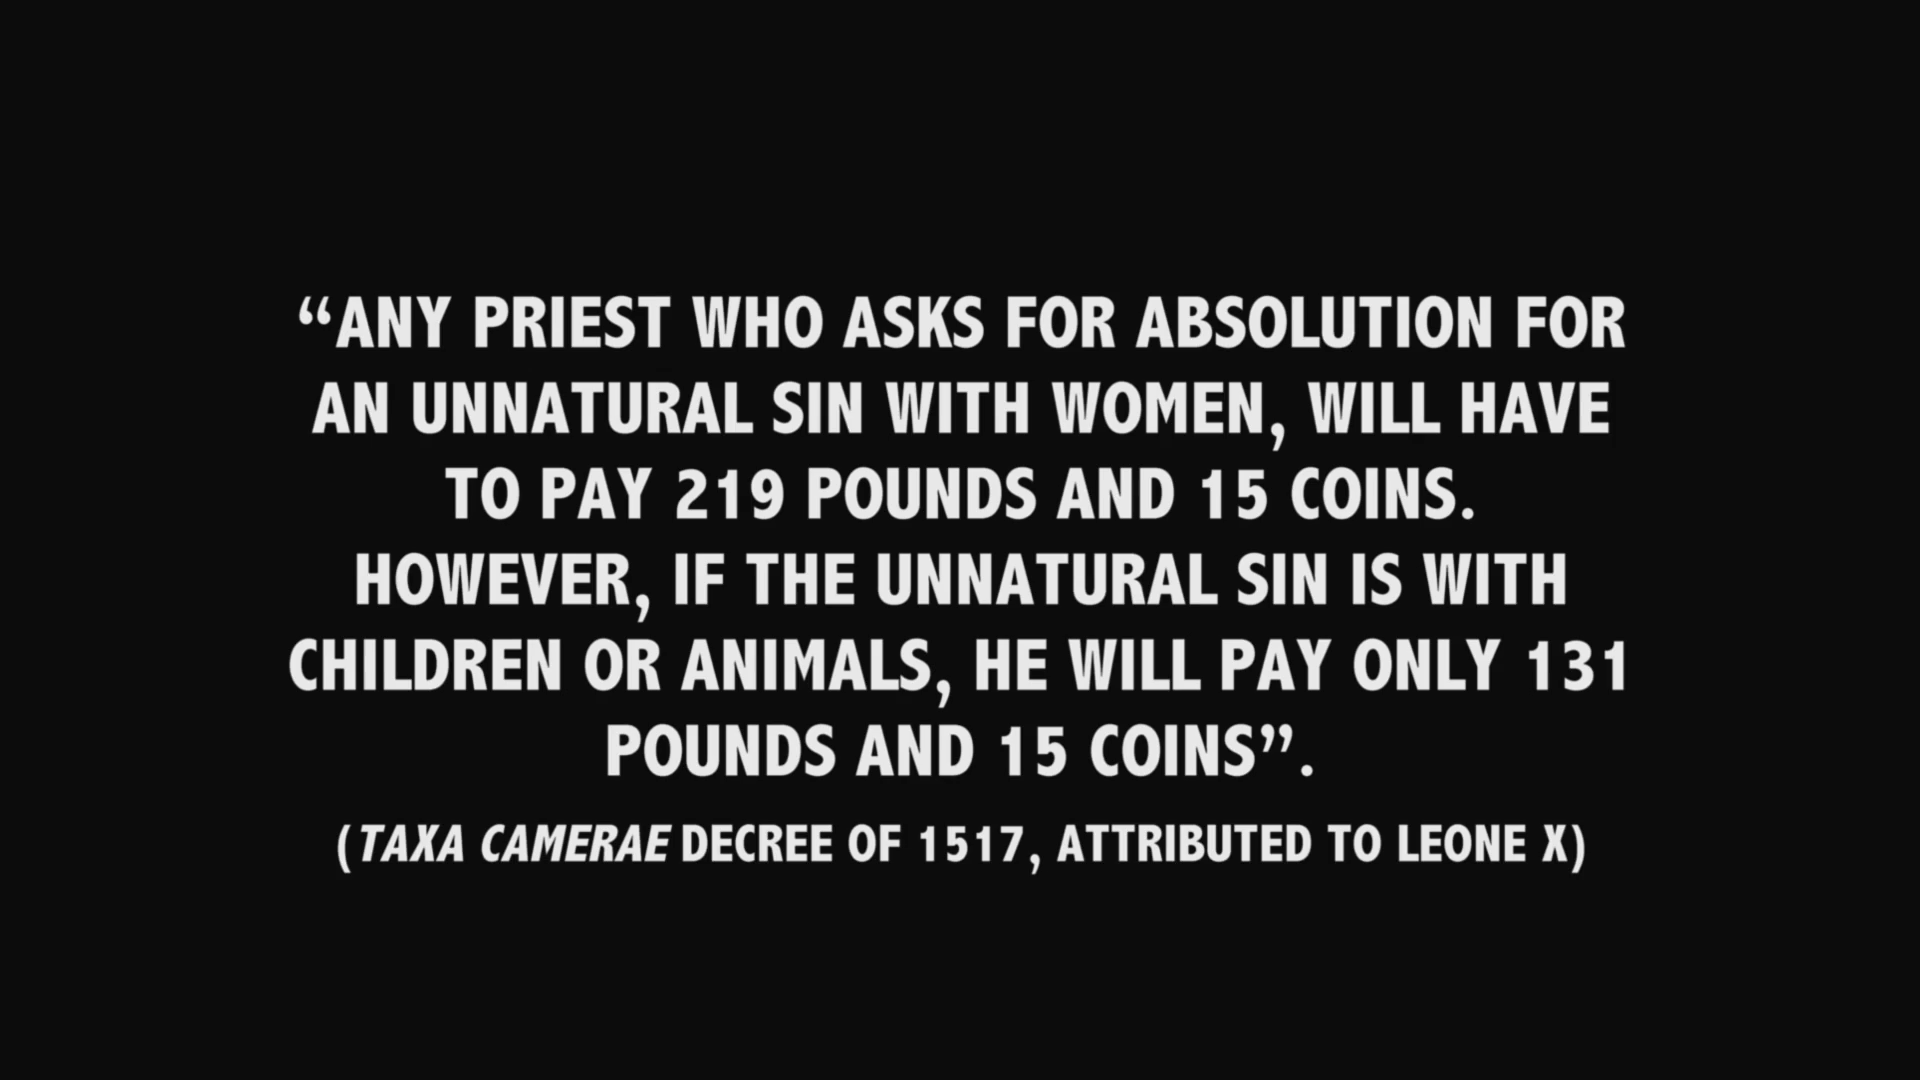 “ANY PRIEST WHO ASKS FOR ABSOLUTION FOR
AN UNNATURAL SIN WITH WOMEN, WILL HAVE
TO PAY 219 POUNDS AND 15 COINS.
HOWEVER, IF THE UNNATURAL SIN IS WITH
CHILDREN OR ANIMALS, HE WILL PAY ONLY 131
POUNDS AND 15 COINS”.
(TAXA CAMERAE DECREE OF 1517, ATTRIBUTED TO LEONE X)